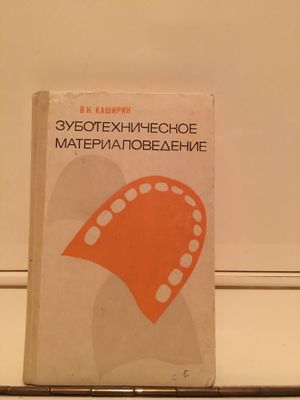 В.Н. КАШИРИН
ЗУБОТЕХНИЧЕСКОЕ
МАТЕРИАЛОВЕДЕНИЕ